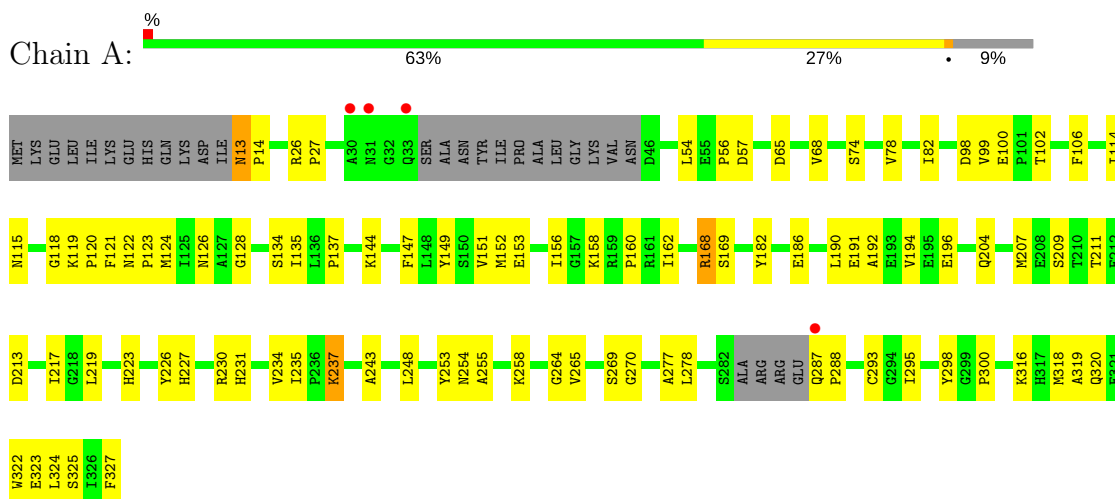 %
Chain A:
63% 27% • 9%
MET LYS GLU LEU ILE LYS GLU HIS GLN LYS ASP ILE N13 P14 R26 P27 A30 N31 G32 Q33 SER ALA ASN TYR ILE PRO ALA LEU GLY LYS VAL ASN D46 L54 E55 P56 D57 D65 V68 S74 V78 I82 D98 V99 E100 P101 T102 F106 I114
N115 G118 K119 P120 F121 N122 P123 M124 I125 N126 A127 G128 S134 I135 L136 P137 K144 F147 L148 Y149 S150 V151 M152 E153 I156 G157 K158 R159 P160 R161 I162 R168 S169 Y182 E186 L190 E191 A192 E193 V194 E195 E196 Q204 M207 E208 S209 T210 T211 E212
D213 I217 G218 L219 H223 Y226 H227 R230 H231 V234 I235 P236 K237 A243 L248 Y253 N254 A255 K258 G264 V265 S269 G270 A277 L278 S282 ALA ARG ARG GLU Q287 P288 C293 G294 I295 Y298 G299 P300 K316 H317 M318 A319 Q320 E321
W322 E323 L324 S325 I326 F327